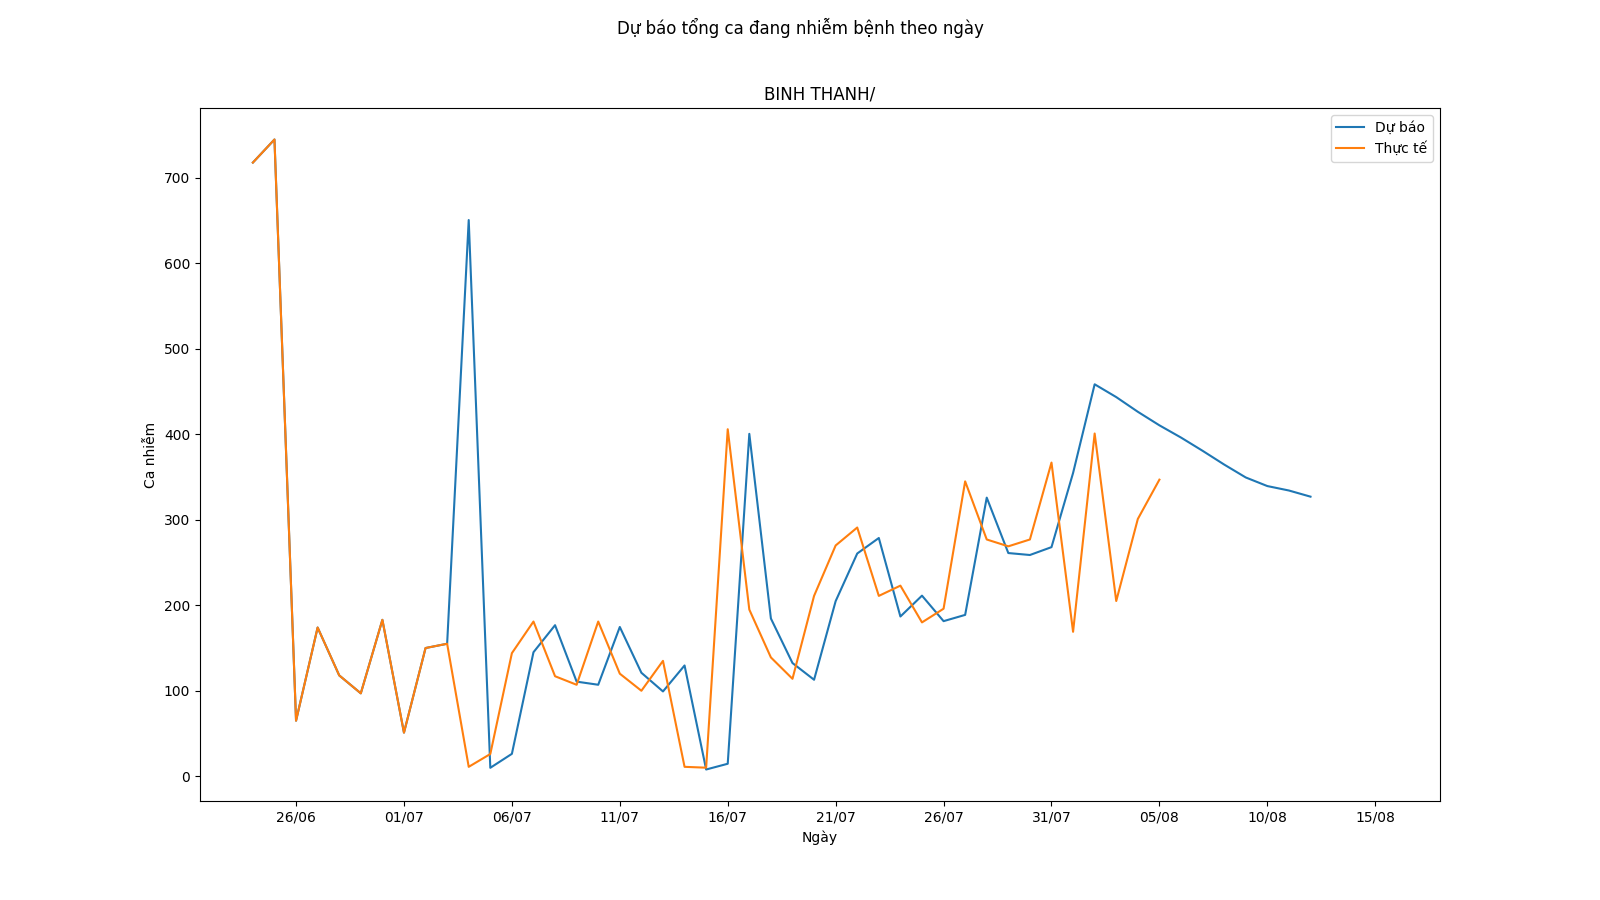 Dự báo tổng ca đang nhiễm bệnh theo ngày
BINH THANH/
Dự báo
Thực tế
700
600
500
400
300
200
100
0
Ca nhiễm
26/06 01/07 06/07 11/07 16/07 21/07 26/07 31/07 05/08 10/08 15/08
Ngày